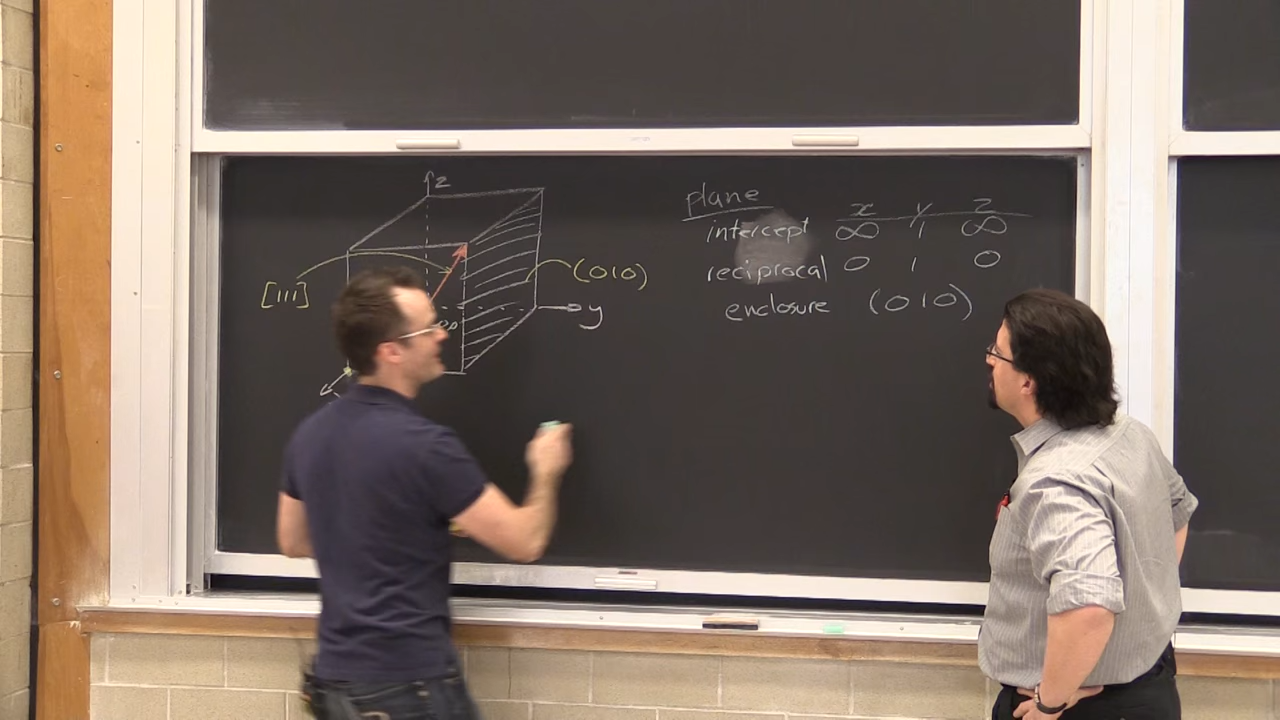 z
[111]
(010)
y
plane
x y z
intercept ∞ 1 ∞
reciprocal 0 1 0
enclosure (010)